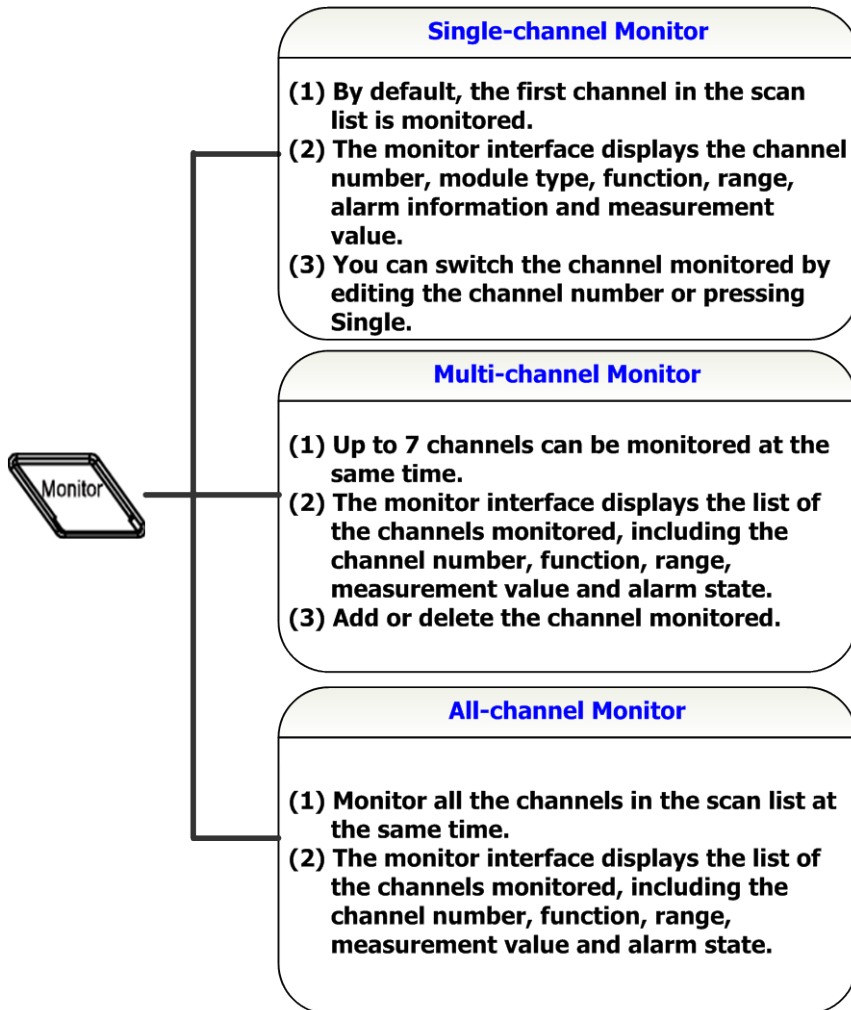 Single-channel Monitor
(1) By default, the first channel in the scan
list is monitored.
(2) The monitor interface displays the channel
number, module type, function, range,
alarm information and measurement
value.
(3) You can switch the channel monitored by
editing the channel number or pressing
Single.
Multi-channel Monitor
(1) Up to 7 channels can be monitored at the
same time.
(2) The monitor interface displays the list of
the channels monitored, including the
channel number, function, range,
measurement value and alarm state.
(3) Add or delete the channel monitored.
Monitor
All-channel Monitor
(1) Monitor all the channels in the scan list at
the same time.
(2) The monitor interface displays the list of
the channels monitored, including the
channel number, function, range,
measurement value and alarm state.